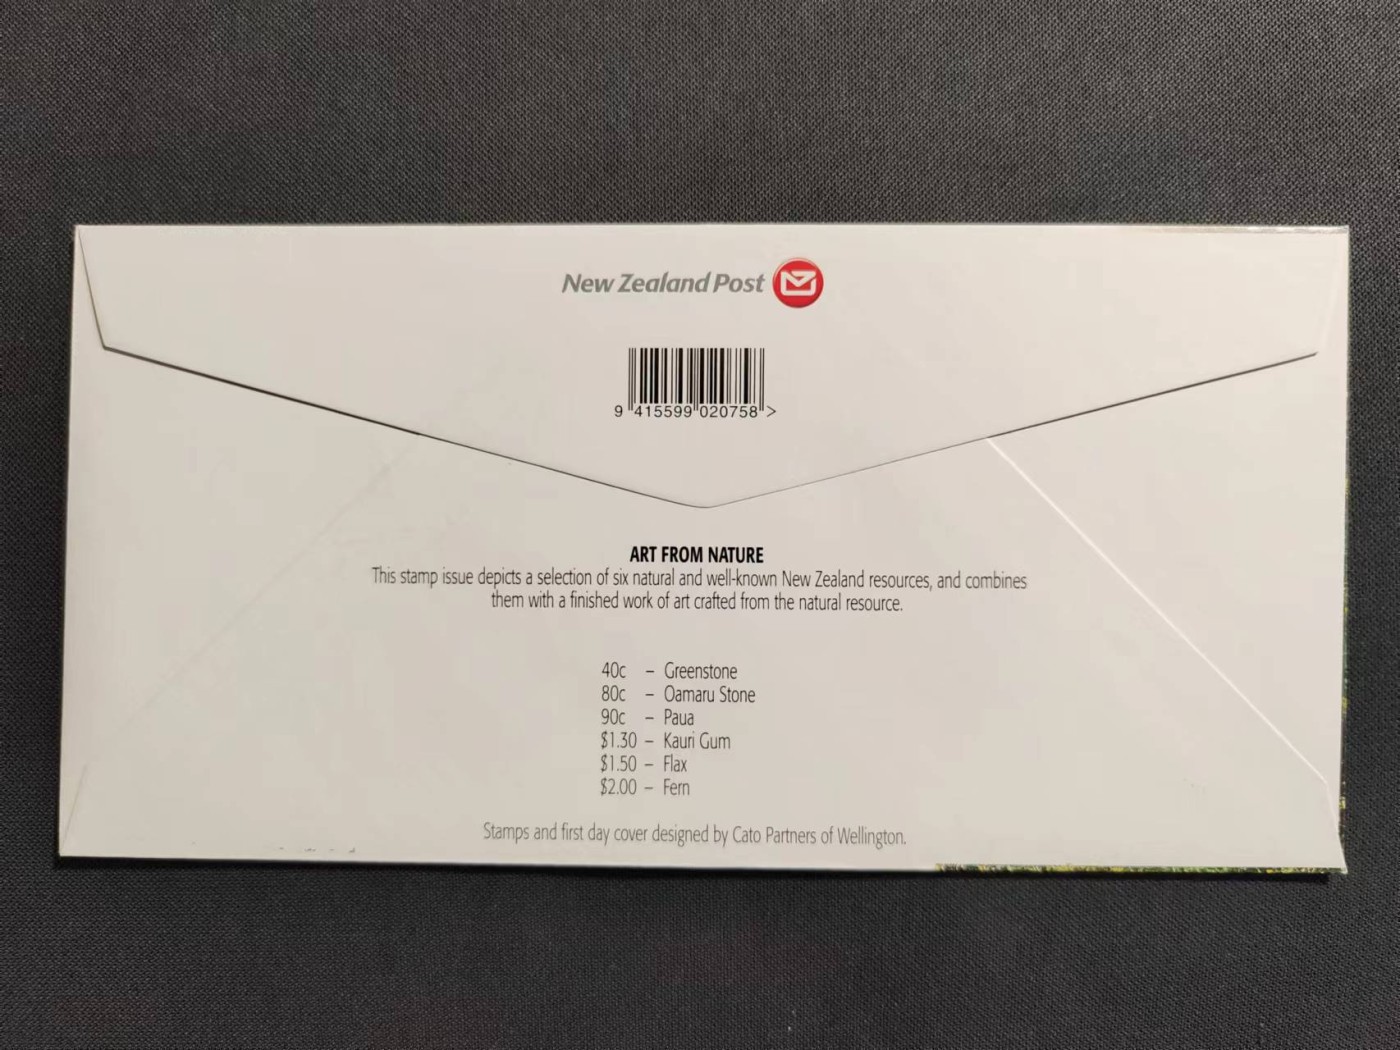 New Zealand Post
9 415599 020758 >
ART FROM NATURE
This stamp issue depicts a selection of six natural and well-known New Zealand resources, and combines
them with a finished work of art crafted from the natural resource.
40c – Greenstone
80c – Oamaru Stone
90c – Paua
$1.30 – Kauri Gum
$1.50 – Flax
$2.00 – Fern
Stamps and first day cover designed by Cato Partners of Wellington.